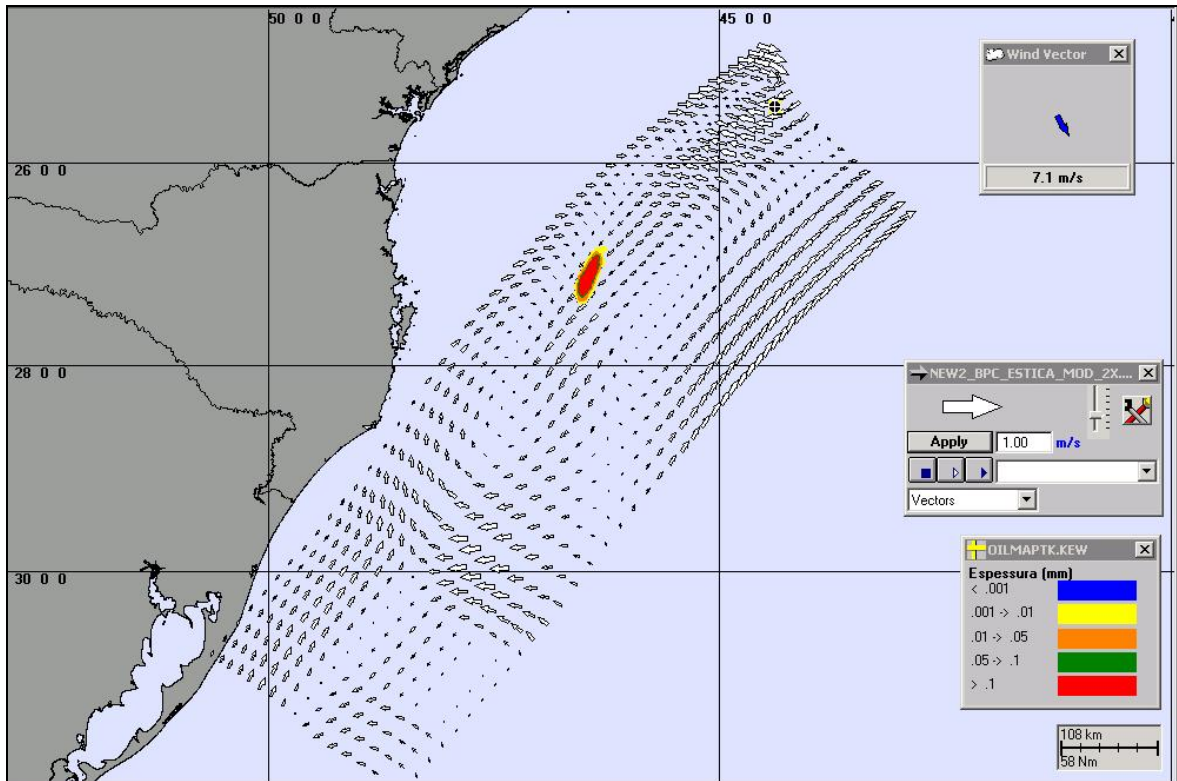 50 0 0
45 0 0
26 0 0
28 0 0
30 0 0
Wind Vector
7.1 m/s
NEW2_BPC_ESTICA_MOD_2X....
Apply
1.00
m/s
Vectors
OILMAPTK.KEW
Espessura (mm)
< .001
.001 -> .01
.01 -> .05
.05 -> .1
> .1
108 km
58 Nm